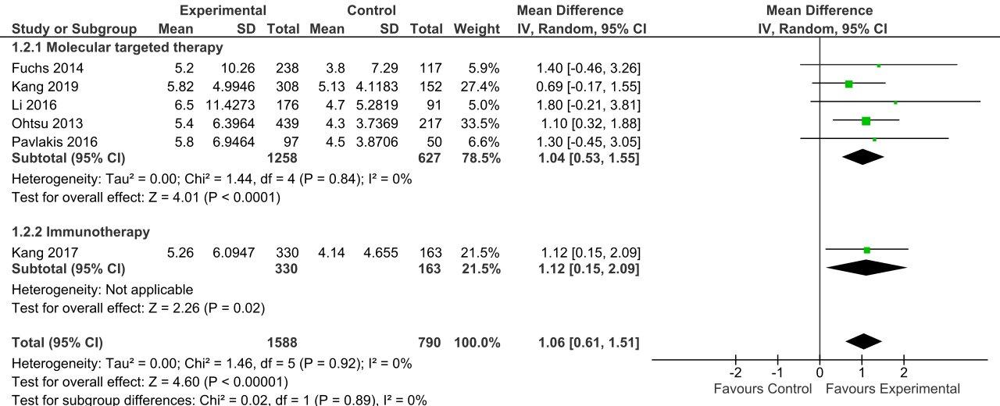 Experimental Control Mean Difference Mean Difference
Study or Subgroup Mean SD Total Mean SD Total Weight IV, Random, 95% CI IV, Random, 95% CI
1.2.1 Molecular targeted therapy
Fuchs 2014 5.2 10.26 238 3.8 7.29 117 5.9% 1.40 [-0.46, 3.26]
Kang 2019 5.82 4.9946 308 5.13 4.1183 152 27.4% 0.69 [-0.17, 1.55]
Li 2016 6.5 11.4273 176 4.7 5.2819 91 5.0% 1.80 [-0.21, 3.81]
Ohtsu 2013 5.4 6.3964 439 4.3 3.7369 217 33.5% 1.10 [0.32, 1.88]
Pavlakis 2016 5.8 6.9464 97 4.5 3.8706 50 6.6% 1.30 [-0.45, 3.05]
Subtotal (95% CI) 1258 627 78.5% 1.04 [0.53, 1.55]
Heterogeneity: Tau² = 0.00; Chi² = 1.44, df = 4 (P = 0.84); I² = 0%
Test for overall effect: Z = 4.01 (P < 0.0001)
1.2.2 Immunotherapy
Kang 2017 5.26 6.0947 330 4.14 4.655 163 21.5% 1.12 [0.15, 2.09]
Subtotal (95% CI) 330 163 21.5% 1.12 [0.15, 2.09]
Heterogeneity: Not applicable
Test for overall effect: Z = 2.26 (P = 0.02)
Total (95% CI) 1588 790 100.0% 1.06 [0.61, 1.51]
Heterogeneity: Tau² = 0.00; Chi² = 1.46, df = 5 (P = 0.92); I² = 0%
Test for overall effect: Z = 4.60 (P < 0.00001)
Test for subgroup differences: Chi² = 0.02, df = 1 (P = 0.89), I² = 0%
-2 -1 0 1 2
Favours Control Favours Experimental